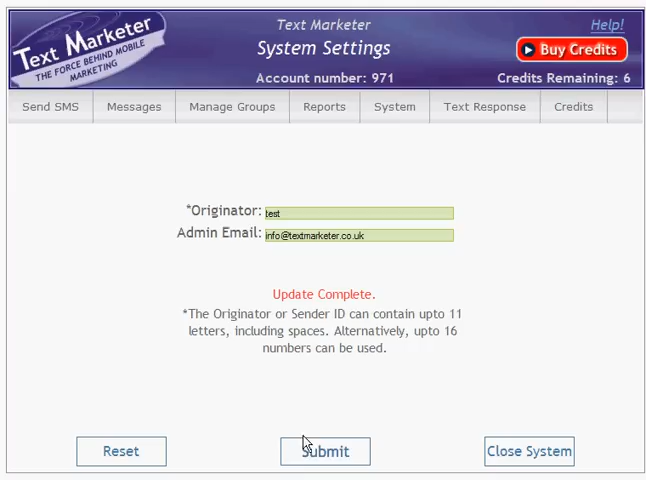 Text Marketer
THE FORCE BEHIND MOBILE
MARKETING
Text Marketer
System Settings
Account number: 971
Help!
Buy Credits
Credits Remaining: 6
Send SMS
Messages
Manage Groups
Reports
System
Text Response
Credits
*Originator: test
Admin Email: info@textmarketer.co.uk
Update Complete.
*The Originator or Sender ID can contain upto 11
letters, including spaces. Alternatively, upto 16
numbers can be used.
Reset
Submit
Close System